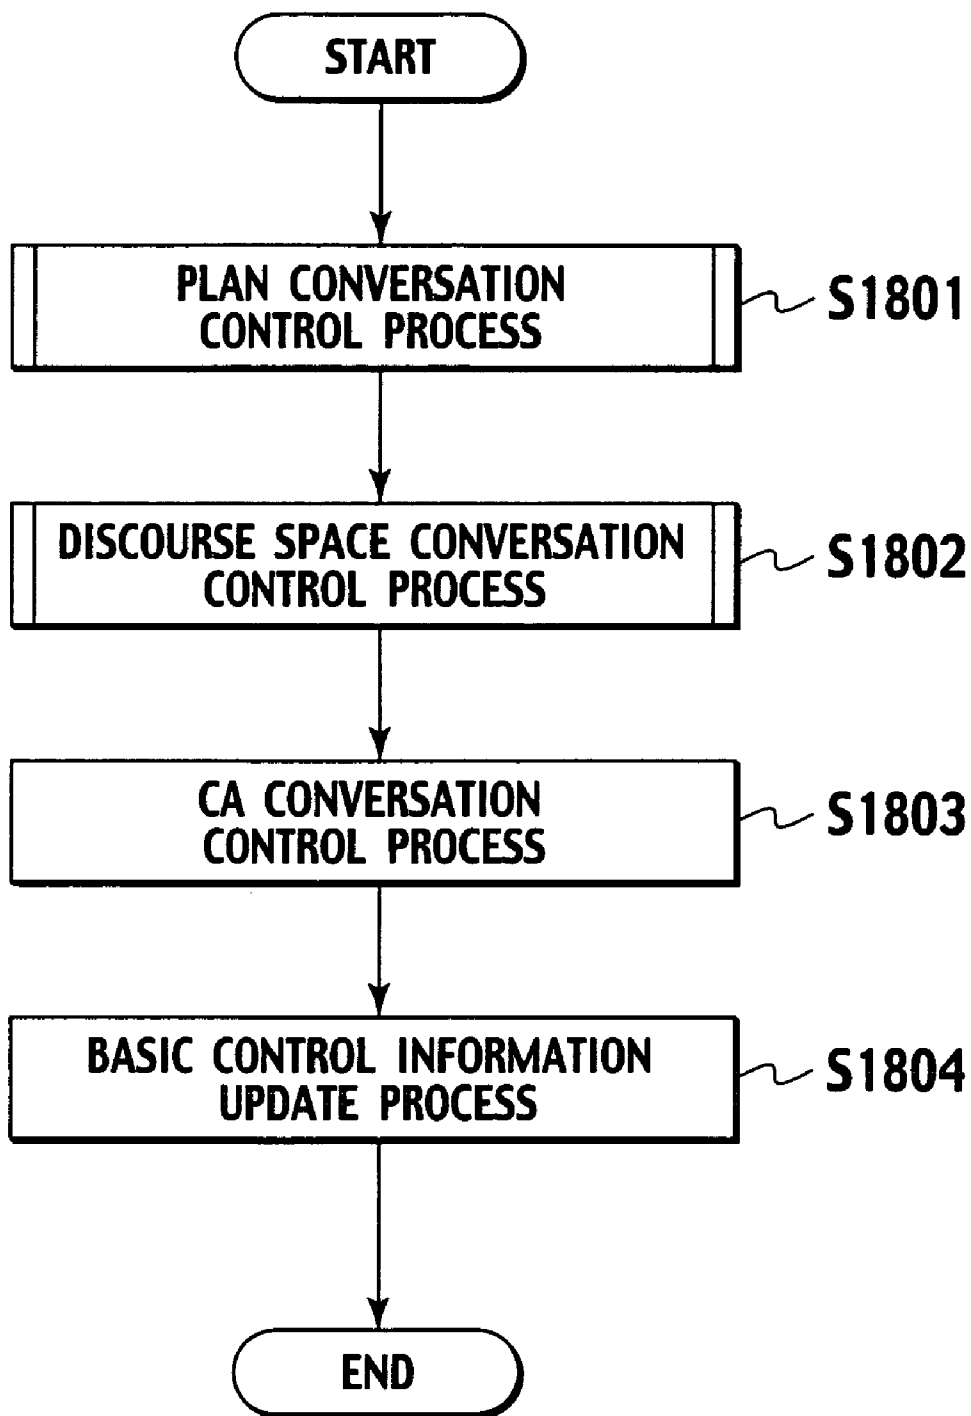 START
PLAN CONVERSATION
CONTROL PROCESS
S1801
DISCOURSE SPACE CONVERSATION
CONTROL PROCESS
S1802
CA CONVERSATION
CONTROL PROCESS
S1803
BASIC CONTROL INFORMATION
UPDATE PROCESS
S1804
END